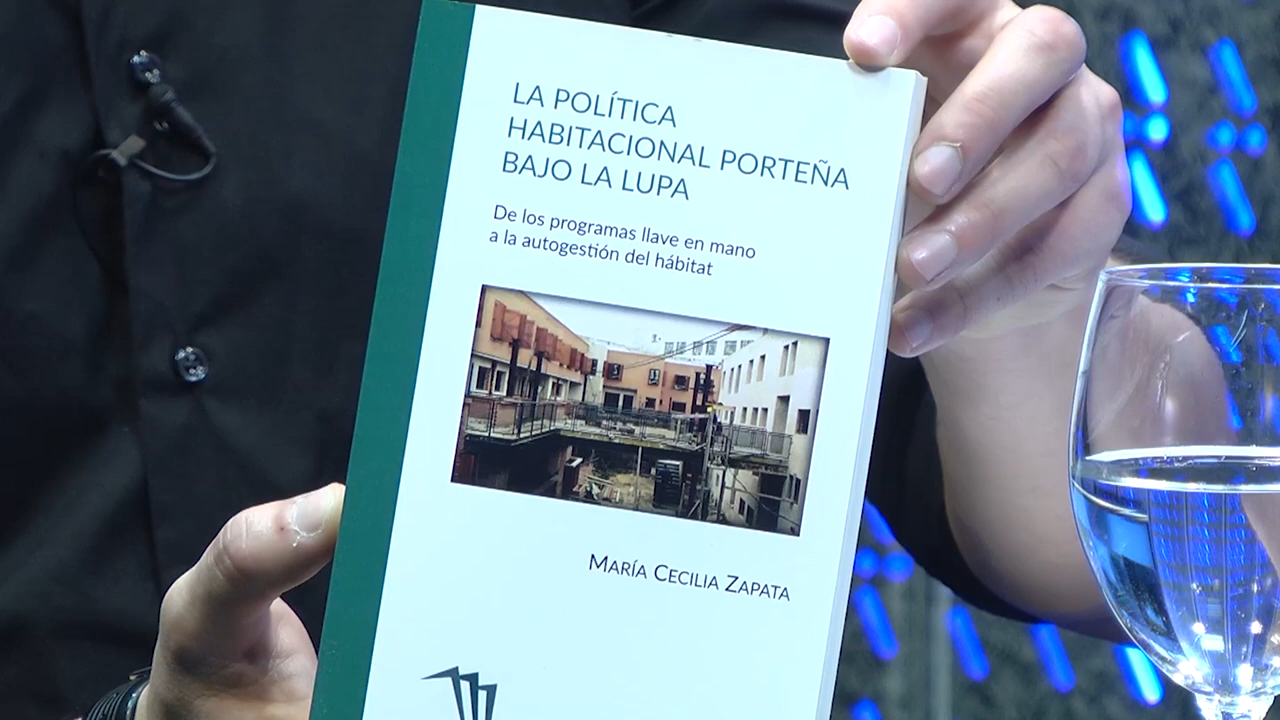 LA POLÍTICA
HABITACIONAL PORTEÑA
BAJO LA LUPA
De los programas llave en mano
a la autogestión del hábitat
MARÍA CECILIA ZAPATA